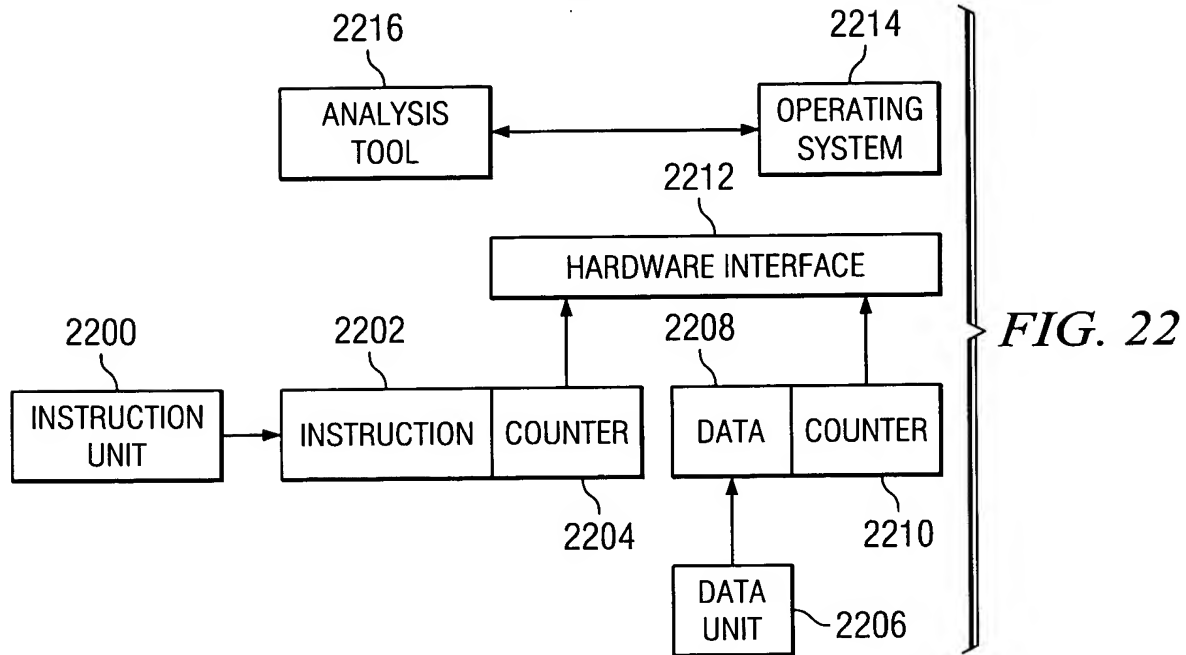 2216
2214
ANALYSIS
TOOL
OPERATING
SYSTEM
2212
HARDWARE INTERFACE
2200
2202
2208
INSTRUCTION
UNIT
INSTRUCTION
COUNTER
DATA
COUNTER
2204
2210
DATA
UNIT
2206
FIG. 22